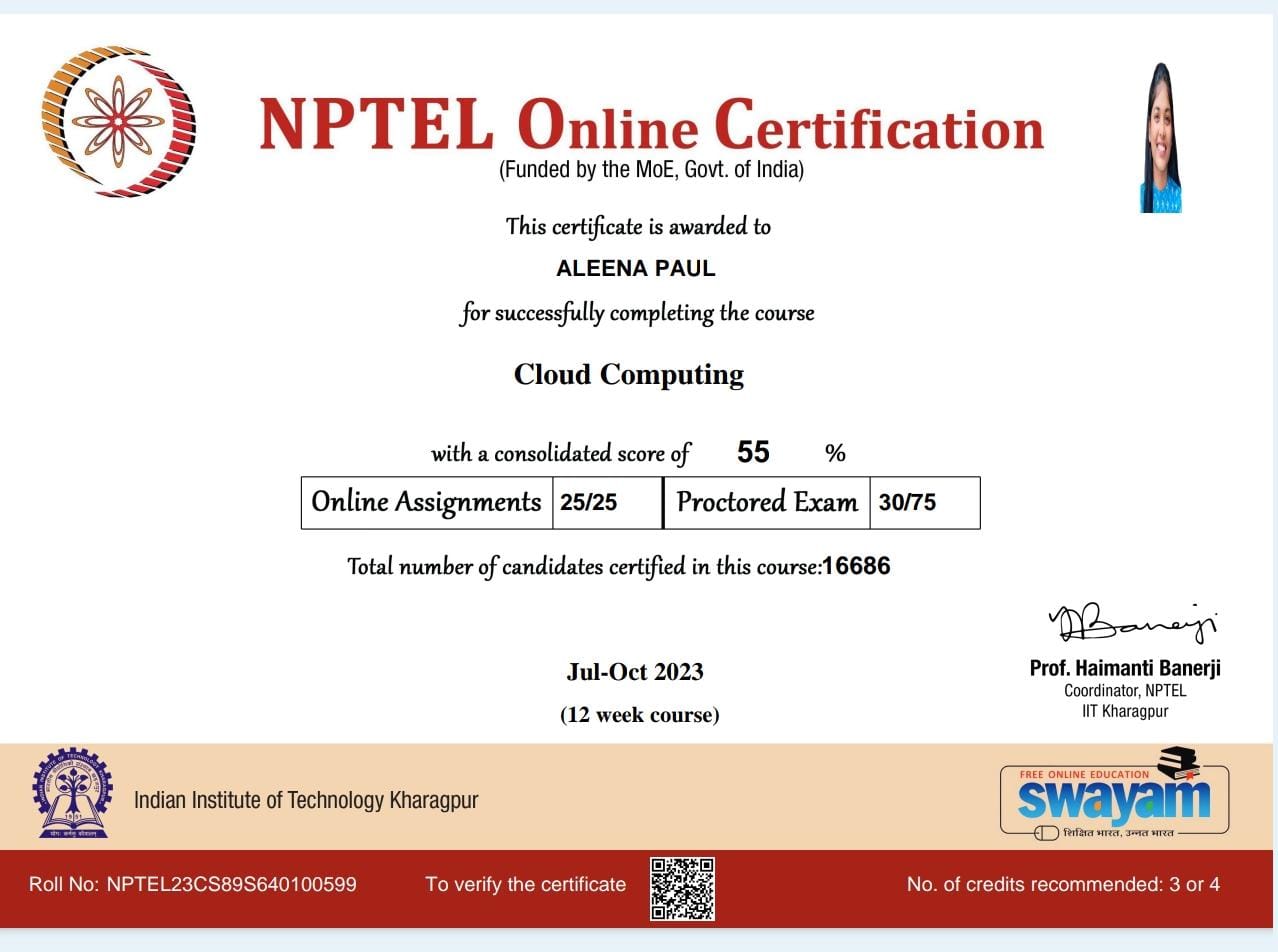 NPTEL Online Certification
(Funded by the MoE, Govt. of India)
This certificate is awarded to
ALEENA PAUL
for successfully completing the course
Cloud Computing
with a consolidated score of 55 %
Online Assignments 25/25 Proctored Exam 30/75
Total number of candidates certified in this course:16686
Jul-Oct 2023
(12 week course)
Prof. Haimanti Banerji
Coordinator, NPTEL
IIT Kharagpur
1951
योगः कर्मसु कौशलम्
Indian Institute of Technology Kharagpur
FREE ONLINE EDUCATION
swayam
शिक्षित भारत, उन्नत भारत
Roll No: NPTEL23CS89S640100599
To verify the certificate
No. of credits recommended: 3 or 4